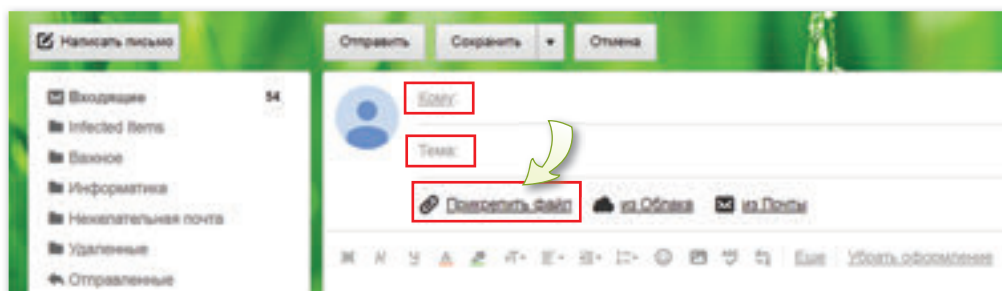 Написать письмо
Отправить Сохранить Отмена
Входящие 54
Infected Items
Важное
Информатика
Нежелательная почта
Удаленные
Отправленные
Кому:
Тема:
Прикрепить файл из Облака из Почты
Ж К Ч А Еще Убрать оформление